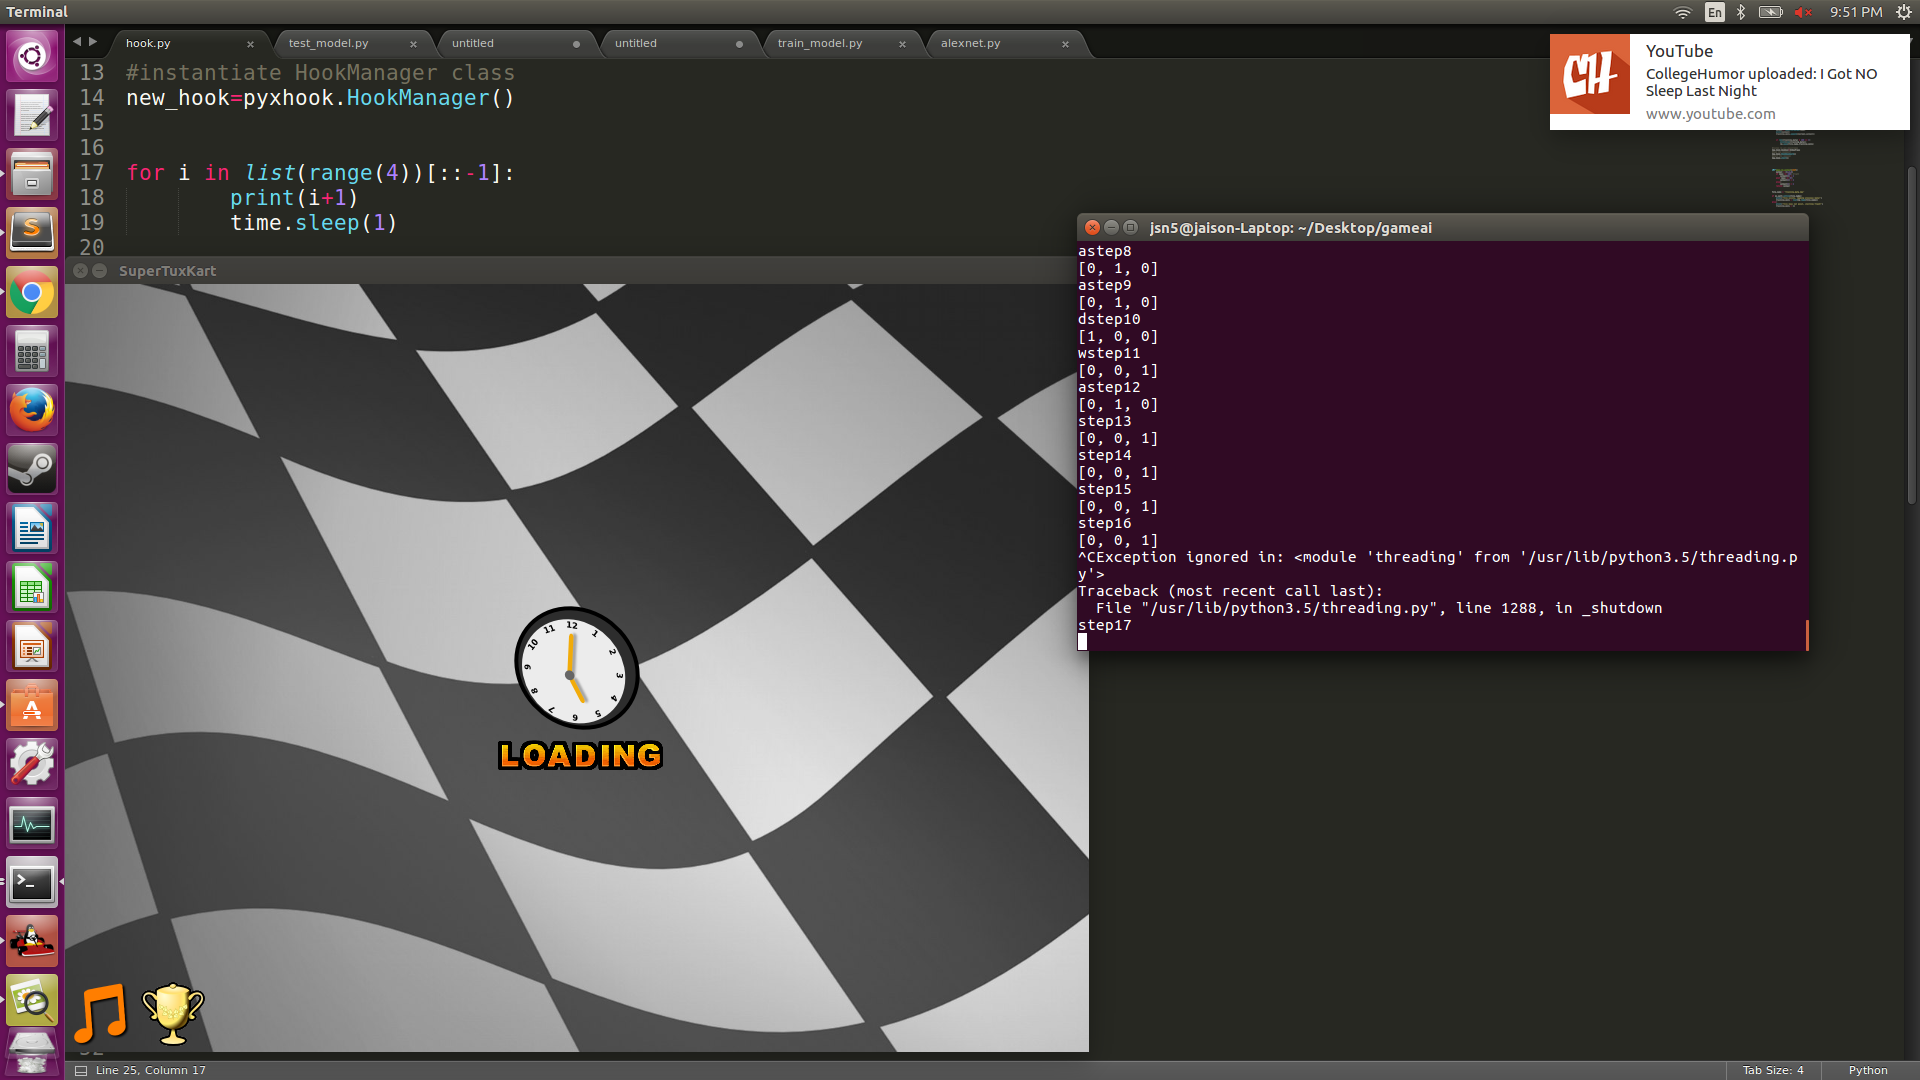 Terminal
En
9:51 PM
hook.py
test_model.py
untitled
untitled
train_model.py
alexnet.py
13 #instantiate HookManager class
14 new_hook=pyxhook.HookManager()
15
16
17 for i in list(range(4))[::-1]:
18 print(i+1)
19 time.sleep(1)
20
YouTube
CollegeHumor uploaded: I Got NO
Sleep Last Night
www.youtube.com
CH
SuperTuxKart
12
1
2
3
4
5
6
7
8
9
10
11
LOADING
jsn5@jaison-Laptop: ~/Desktop/gameai
astep8
[0, 1, 0]
astep9
[0, 1, 0]
dstep10
[1, 0, 0]
wstep11
[0, 0, 1]
astep12
[0, 1, 0]
step13
[0, 0, 1]
step14
[0, 0, 1]
step15
[0, 0, 1]
step16
[0, 0, 1]
^CException ignored in: <module 'threading' from '/usr/lib/python3.5/threading.p
y'>
Traceback (most recent call last):
File "/usr/lib/python3.5/threading.py", line 1288, in _shutdown
step17
Line 25, Column 17
Tab Size: 4
Python